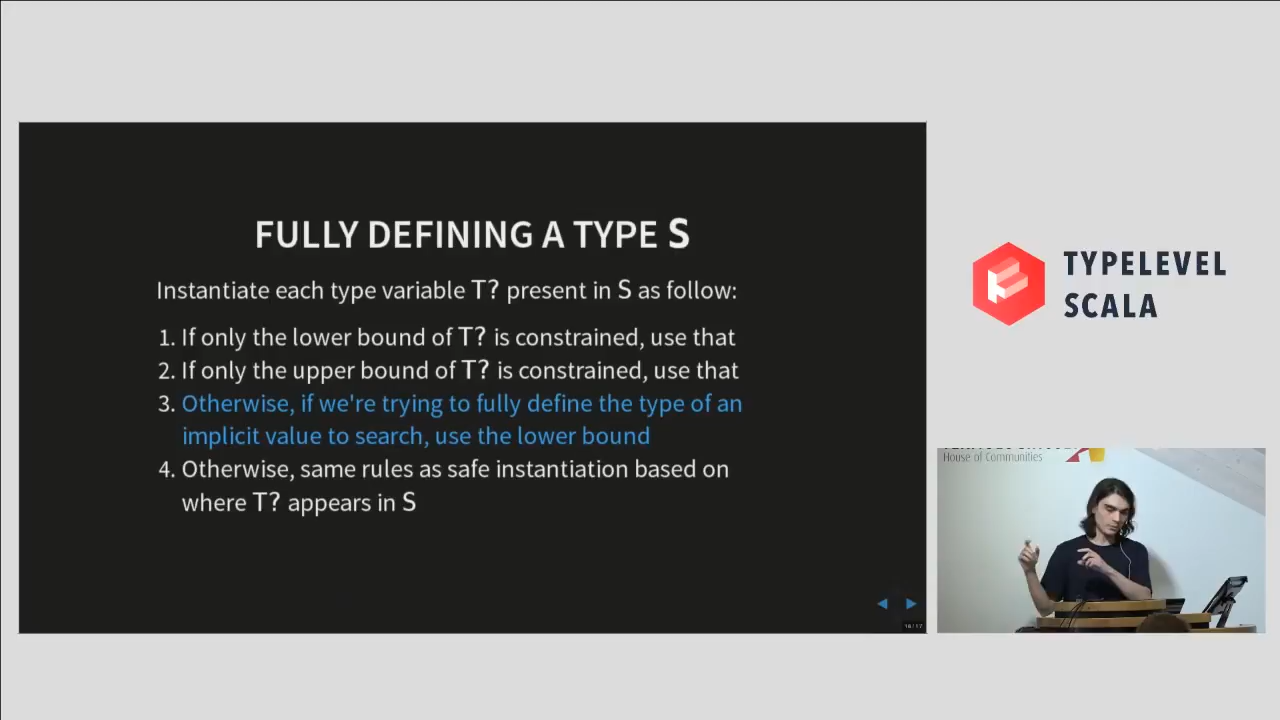 FULLY DEFINING A TYPE S
Instantiate each type variable T? present in S as follow:
1. If only the lower bound of T? is constrained, use that
2. If only the upper bound of T? is constrained, use that
3. Otherwise, if we're trying to fully define the type of an
implicit value to search, use the lower bound
4. Otherwise, same rules as safe instantiation based on
where T? appears in S
16 / 17
TYPELEVEL
SCALA
House of Communities